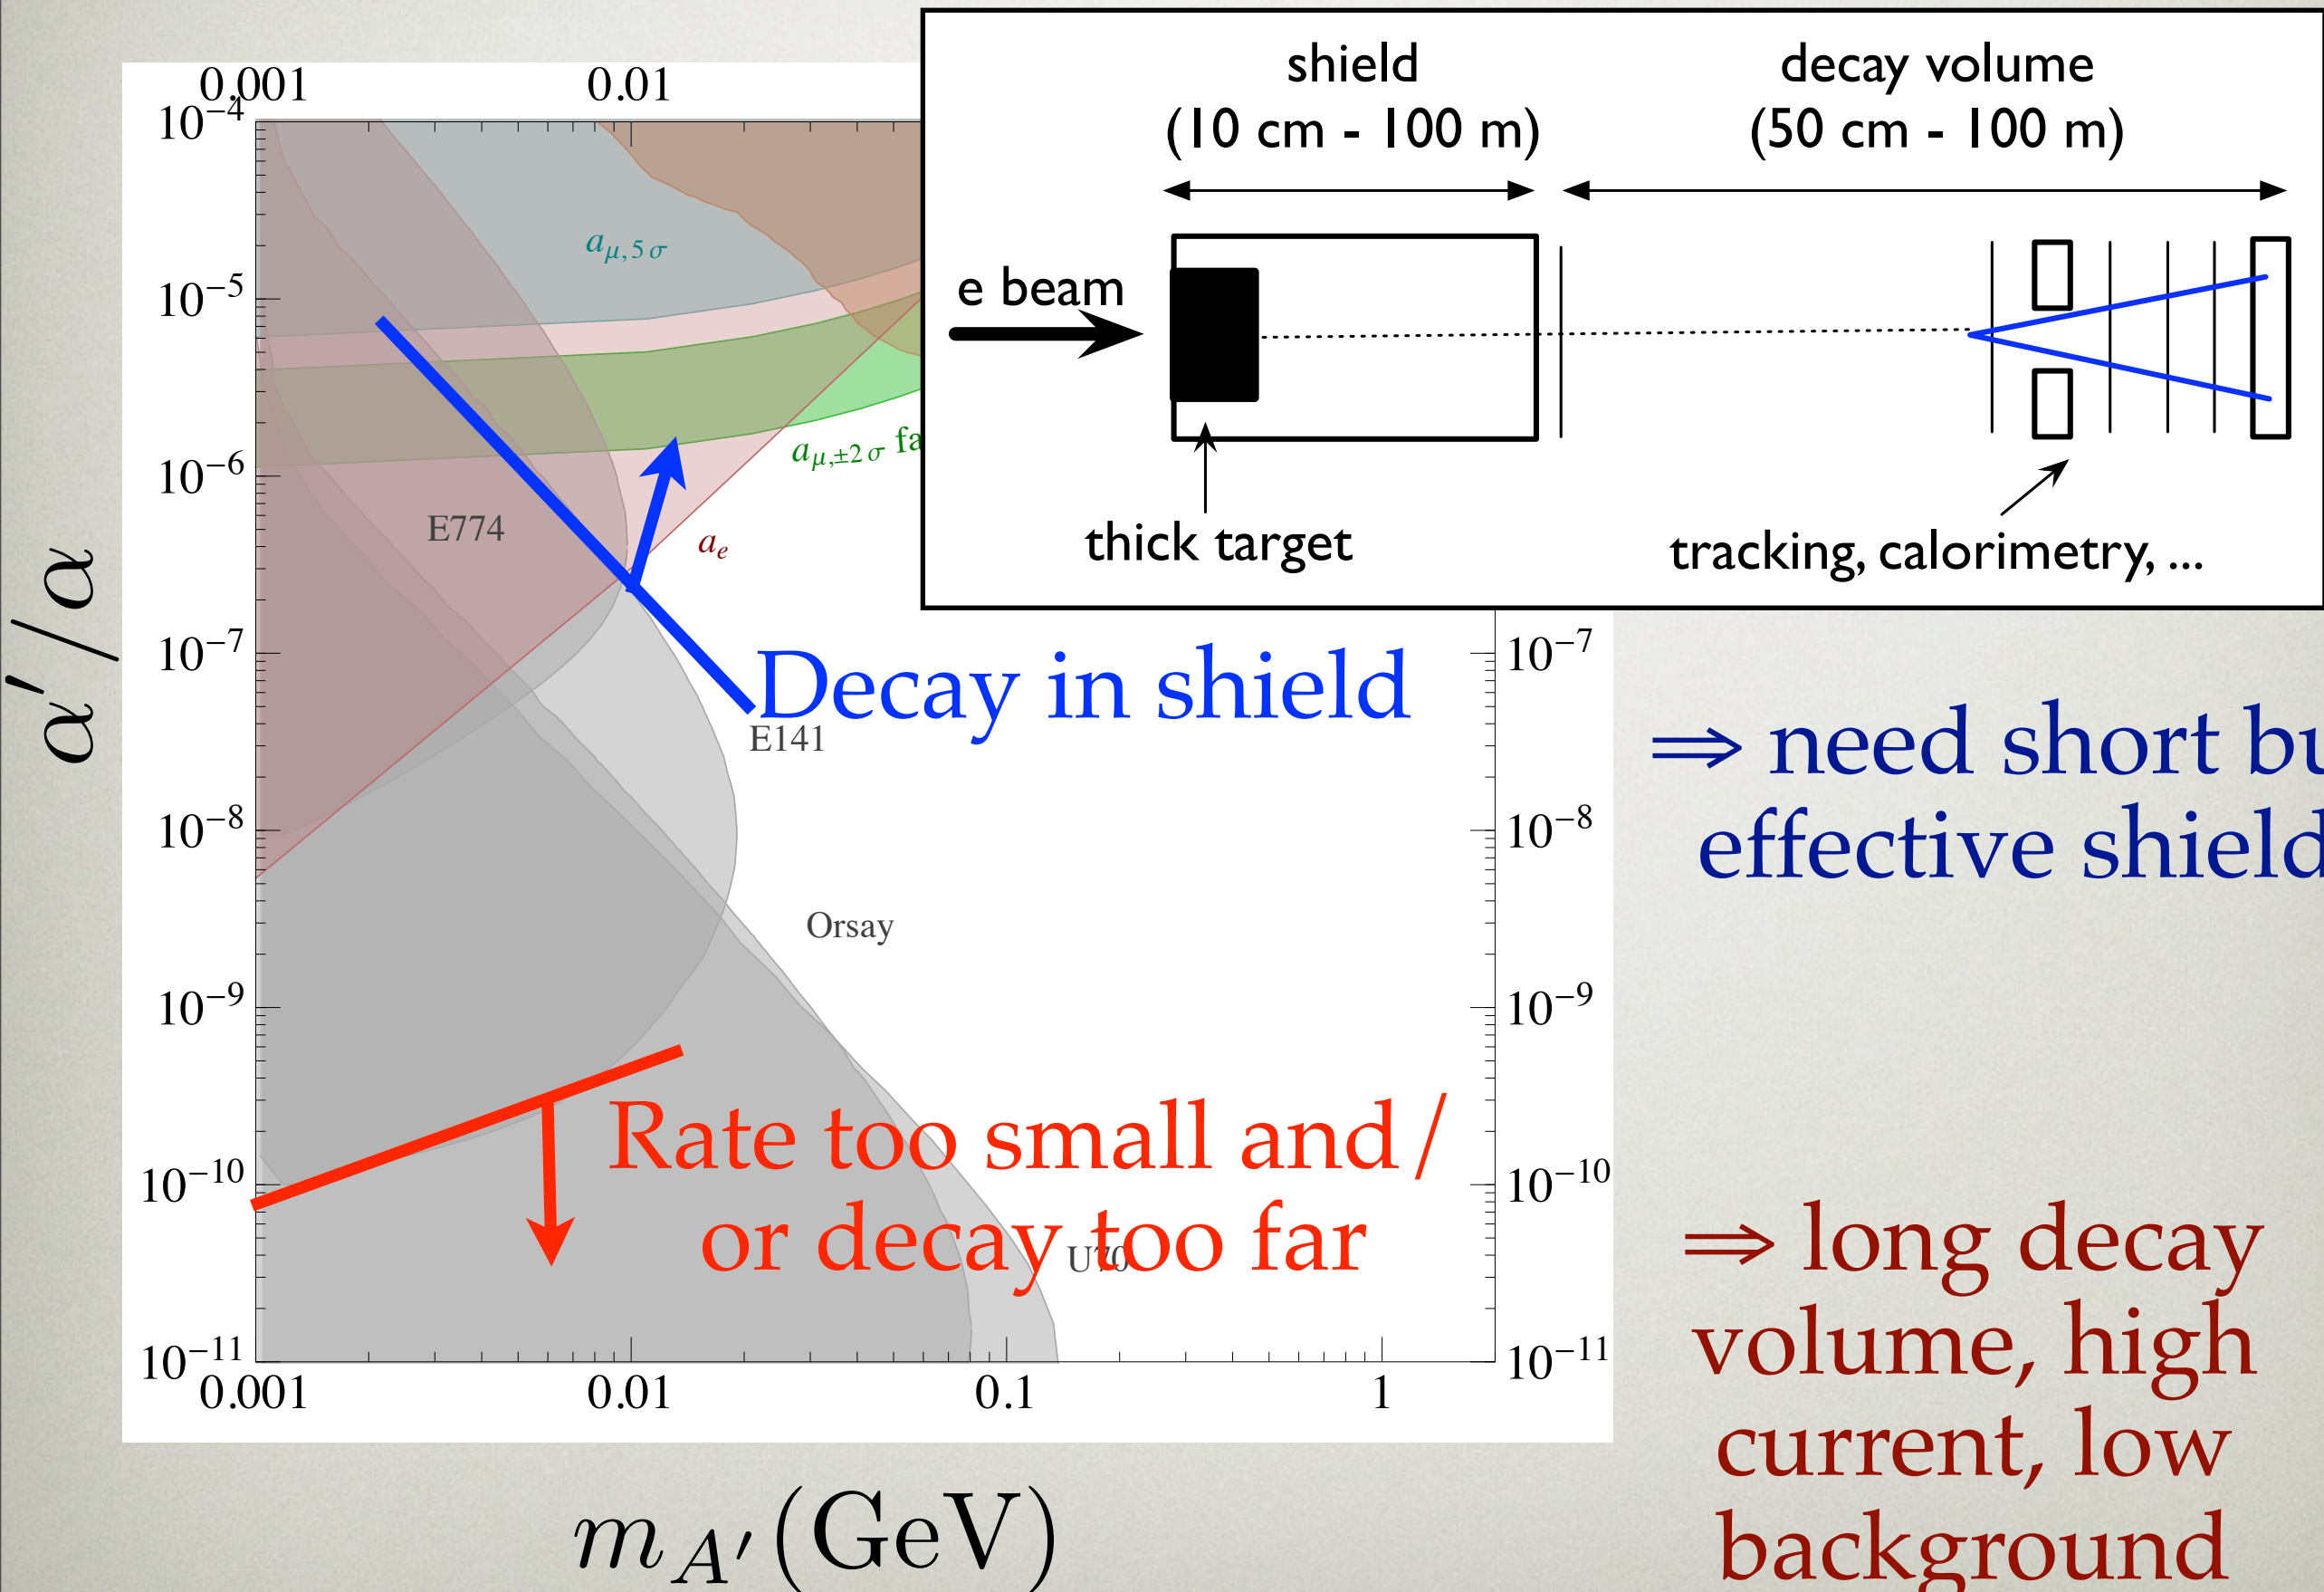 shield
(10 cm - 100 m)
decay volume
(50 cm - 100 m)
e beam
thick target
tracking, calorimetry, ...
0.001
0.01
10⁻⁴
10⁻⁵
10⁻⁶
10⁻⁷
10⁻⁸
10⁻⁹
10⁻¹⁰
10⁻¹¹
α′/α
a_{μ,5σ}
a_{μ,±2σ} fa
E774
a_e
Decay in shield
E141
Orsay
Rate too small and/
or decay too far
U70
10⁻⁷
10⁻⁸
10⁻⁹
10⁻¹⁰
10⁻¹¹
0.001
0.01
0.1
1
m_{A′}(GeV)
⇒ need short bu
effective shield
⇒ long decay
volume, high
current, low
background